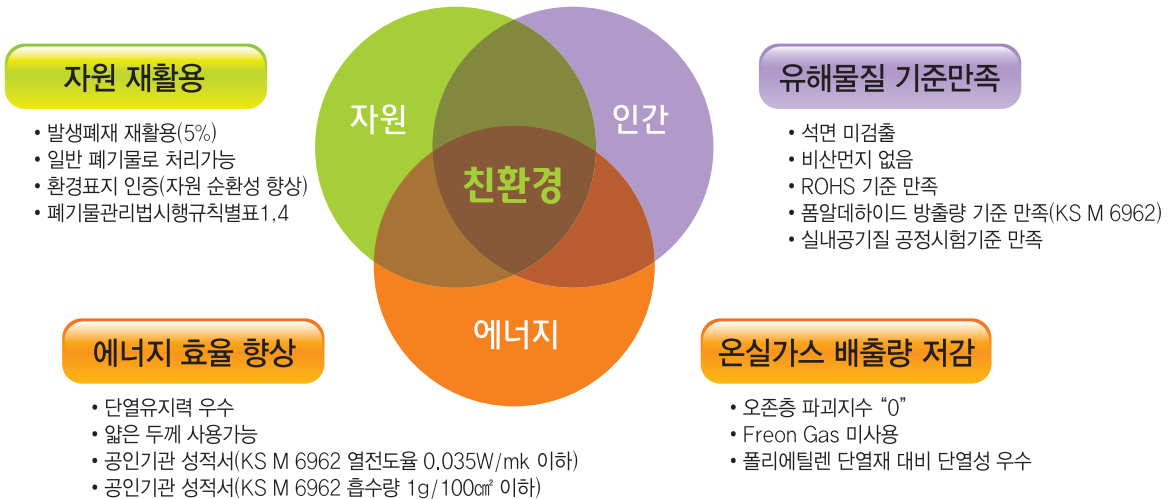 자원 재활용
• 발생폐재 재활용(5%)
• 일반 폐기물로 처리가능
• 환경표지 인증(자원 순환성 향상)
• 폐기물관리법시행규칙별표1,4
자원
인간
친환경
에너지
유해물질 기준만족
• 석면 미검출
• 비산먼지 없음
• ROHS 기준 만족
• 폼알데하이드 방출량 기준 만족(KS M 6962)
• 실내공기질 공정시험기준 만족
에너지 효율 향상
• 단열유지력 우수
• 얇은 두께 사용가능
• 공인기관 성적서(KS M 6962 열전도율 0.035W/mk 이하)
• 공인기관 성적서(KS M 6962 흡수량 1g/100㎠ 이하)
온실가스 배출량 저감
• 오존층 파괴지수 “0”
• Freon Gas 미사용
• 폴리에틸렌 단열재 대비 단열성 우수